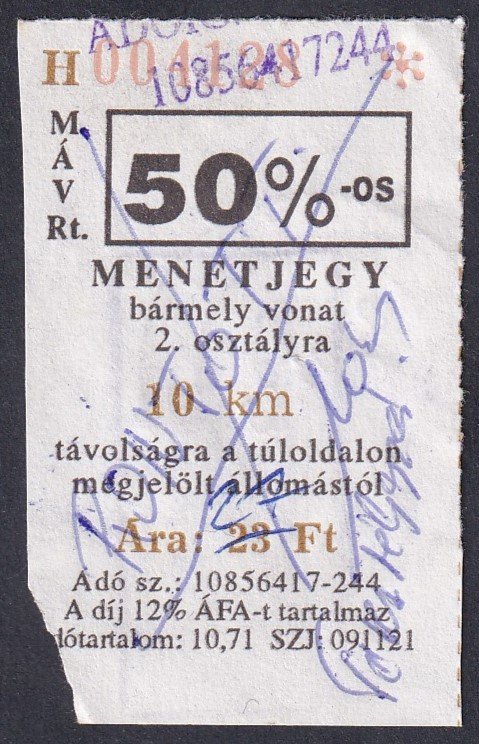 10856417244
H 004128
M
Á
V
Rt.
50%-os
MENETJEGY
bármely vonat
2. osztályra
10 km
távolságra a túloldalon
megjelölt állomástól
Ára: 23 Ft
Adó sz.: 10856417-244
A díj 12% ÁFA-t tartalmaz
dótartalom: 10,71 SZJ: 091121